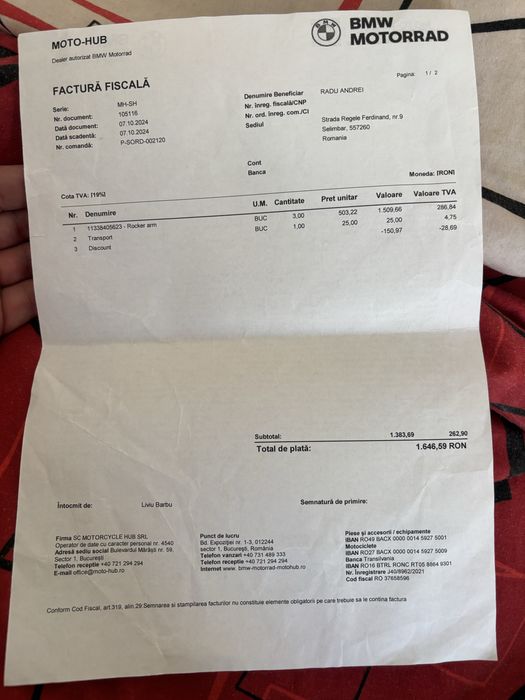 MOTO-HUB
Dealer autorizat BMW Motorrad
BMW
BMW
MOTORRAD
Pagina: 1 / 2
FACTURĂ FISCALĂ
Serie: MH-SH
Nr. document: 105116
Dată document: 07.10.2024
Dată scadentă: 07.10.2024
Nr. comandă: P-SORD-002120
Denumire Beneficiar RADU ANDREI
Nr. înreg. fiscală/CNP
Nr. ord. înreg. com./CI
Sediul Strada Regele Ferdinand, nr.9
Selimbar, 557260
Romania
Cont
Banca
Moneda: [RON]
Cota TVA: [19%]
Nr. Denumire U.M. Cantitate Pret unitar Valoare Valoare TVA
1 11338405623 - Rocker arm BUC 3,00 503,22 1.509,66 286,84
2 Transport BUC 1,00 25,00 25,00 4,75
3 Discount -150,97 -28,69
Subtotal: 1.383,69 262,90
Total de plată: 1.646,59 RON
Întocmit de: Liviu Barbu
Semnatură de primire:
Firma SC MOTORCYCLE HUB SRL
Operator de date cu caracter personal nr. 4540
Adresă sediu social Bulevardul Mărăști nr. 59,
Sector 1, București
Telefon receptie +40 721 294 294
E-mail office@moto-hub.ro
Punct de lucru
Bd. Expoziției nr. 1-3, 012244
sector 1, București, România
Telefon vanzari +40 731 489 333
Telefon receptie +40 721 294 294
Internet www. bmw-motorrad-motohub.ro
Piese și accesorii / echipamente
IBAN RO49 BACX 0000 0014 5927 5001
Motociclete
IBAN RO27 BACX 0000 0014 5927 5009
Banca Transilvania
IBAN RO16 BTRL RONC RT05 8864 9301
Nr. Înregistrare J40/8962/2021
Cod fiscal RO 37658596
Conform Cod Fiscal, art.319, alin.29 Semnarea si stampilarea facturilor nu constituie elemente obligatorii pe care trebuie sa le contina factura